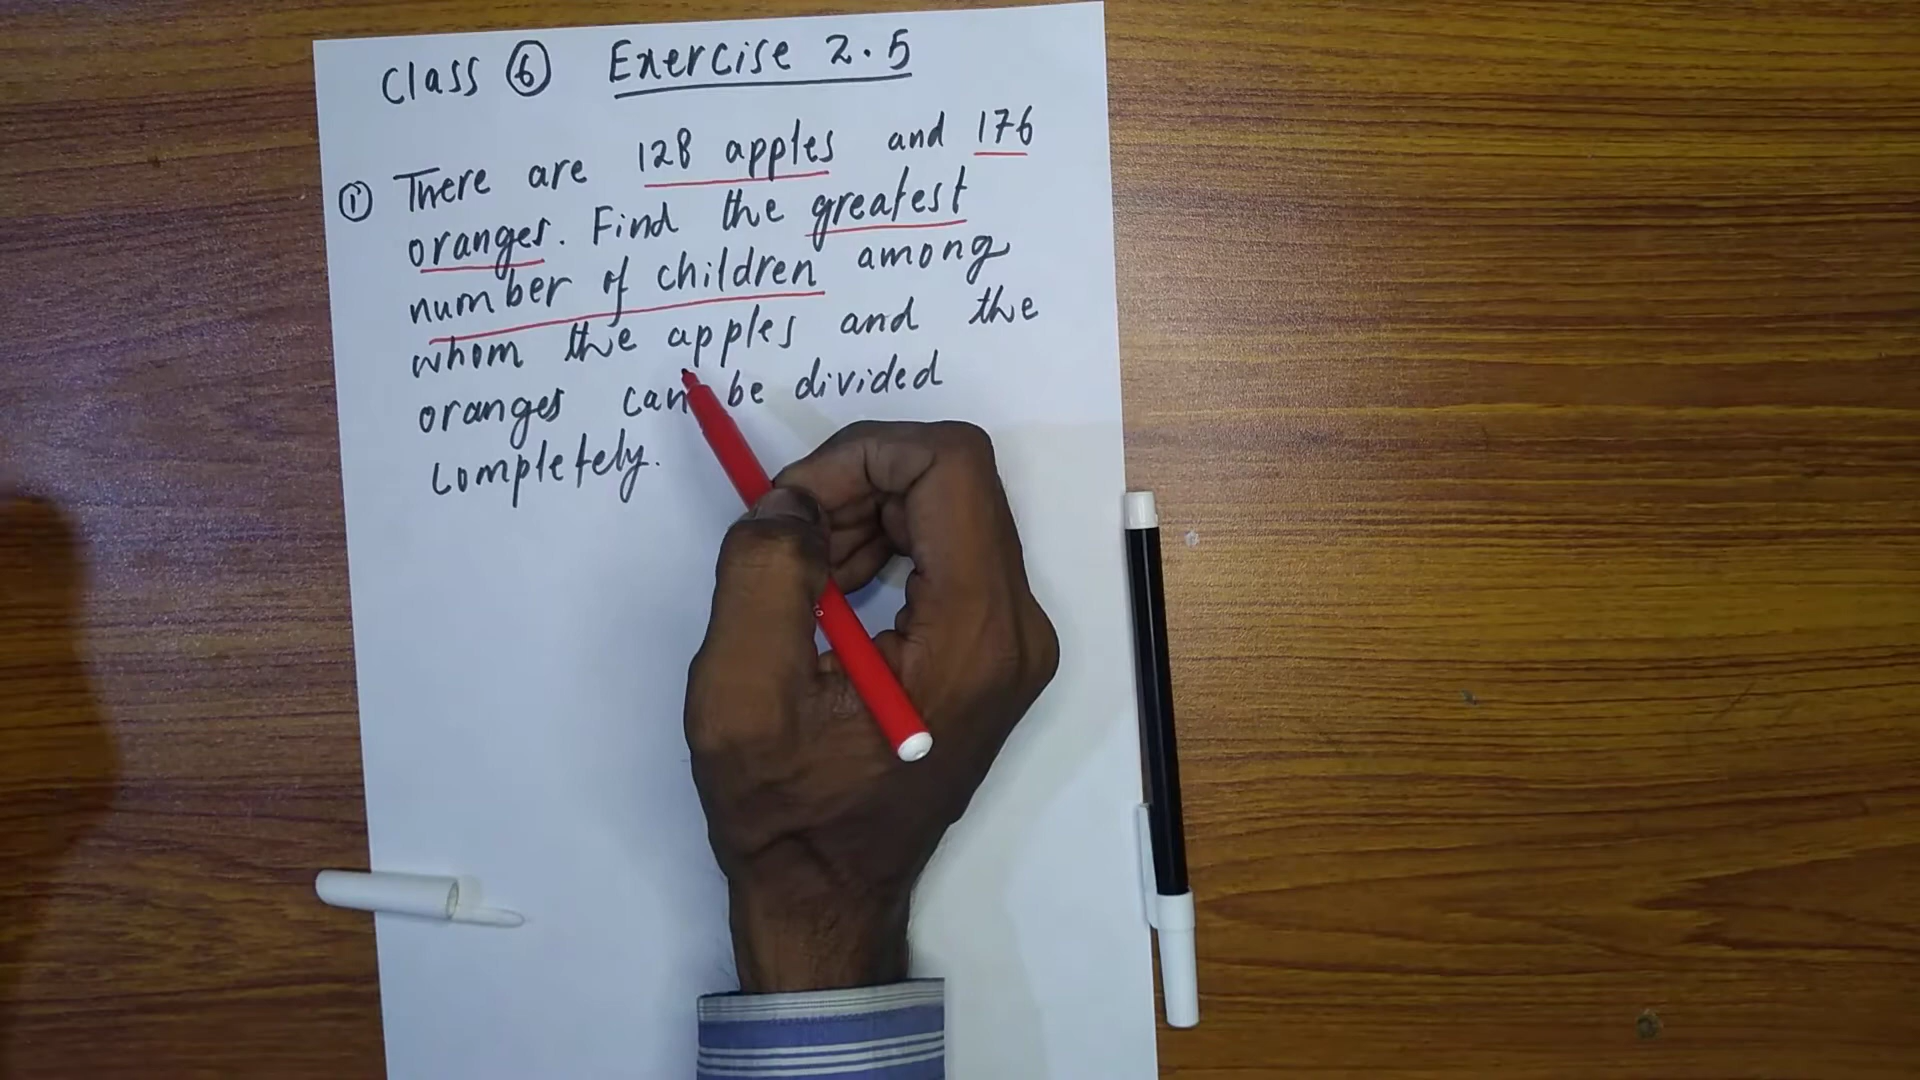 Class 6 Exercise 2.5
1 There are 128 apples and 176
oranges. Find the greatest
number of children among
whom the apples and the
oranges can be divided
completely.